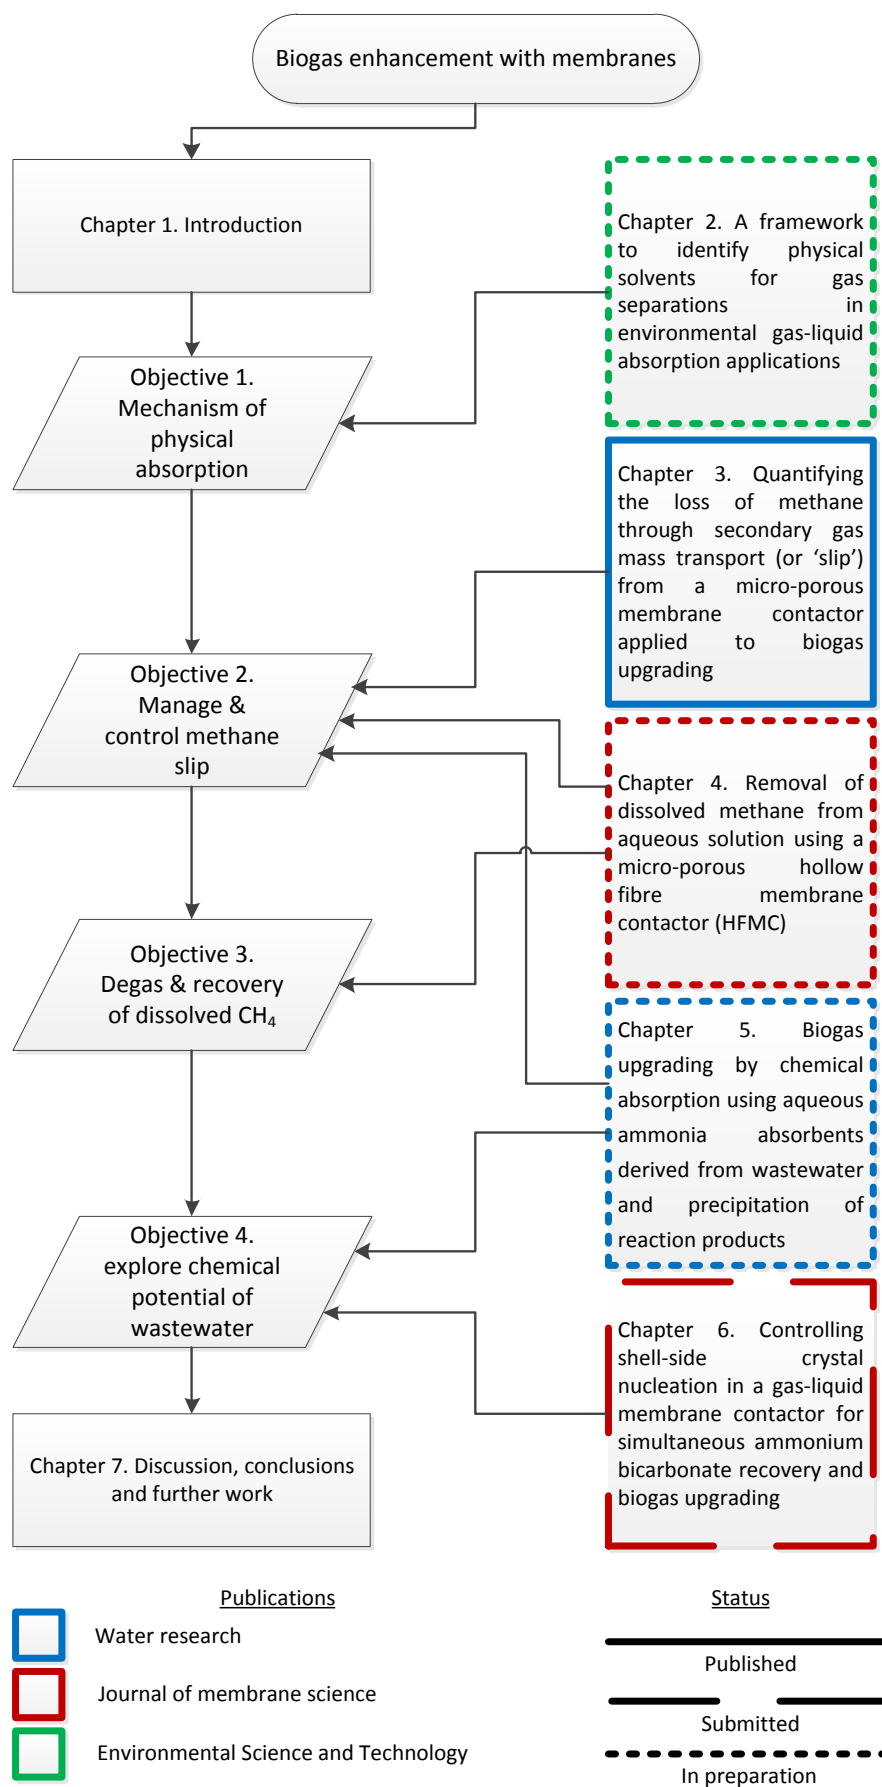 Biogas enhancement with membranes
Chapter 1. Introduction
Objective 1.
Mechanism of
physical
absorption
Objective 2.
Manage &
control methane
slip
Objective 3.
Degas & recovery
of dissolved CH₄
Objective 4.
explore chemical
potential of
wastewater
Chapter 7. Discussion, conclusions
and further work
Chapter 2. A framework
to identify physical
solvents for gas
separations in
environmental gas-liquid
absorption applications
Chapter 3. Quantifying
the loss of methane
through secondary gas
mass transport (or ‘slip’)
from a micro-porous
membrane contactor
applied to biogas
upgrading
Chapter 4. Removal of
dissolved methane from
aqueous solution using a
micro-porous hollow
fibre membrane
contactor (HFMC)
Chapter 5. Biogas
upgrading by chemical
absorption using aqueous
ammonia absorbents
derived from wastewater
and precipitation of
reaction products
Chapter 6. Controlling
shell-side crystal
nucleation in a gas-liquid
membrane contactor for
simultaneous ammonium
bicarbonate recovery and
biogas upgrading
Publications
Water research
Journal of membrane science
Environmental Science and Technology
Status
Published
Submitted
In preparation